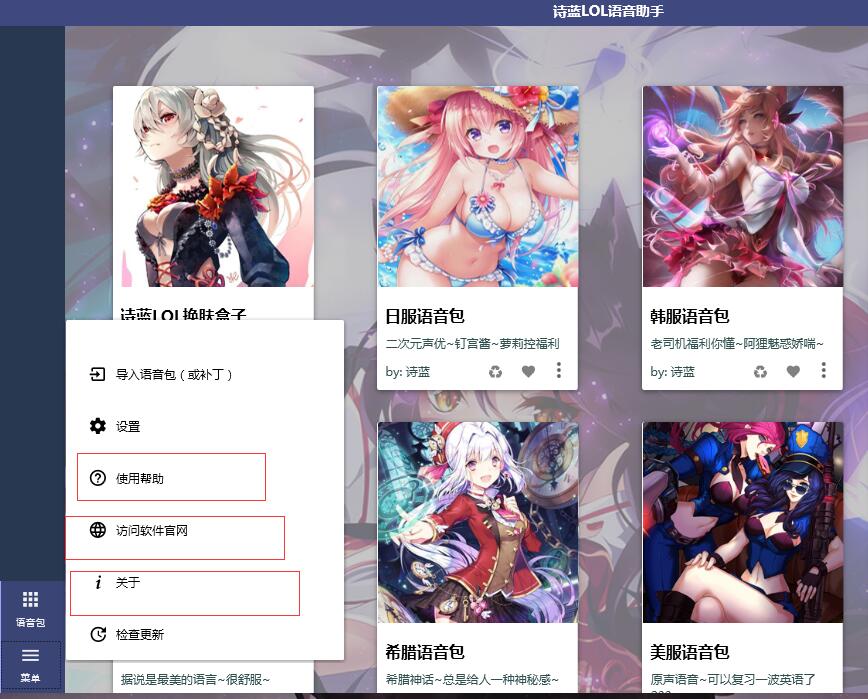 诗蓝LOL语音助手
诗蓝LOL换肤盒子
日服语音包
二次元声优~钉宫酱~萝莉控福利
by: 诗蓝
韩服语音包
老司机福利你懂~阿狸魅惑娇喘~
by: 诗蓝
导入语音包 ( 或补丁 )
设置
使用帮助
访问软件官网
关于
检查更新
语音包
菜单
据说是最美的语言~很舒服~
希腊语音包
希腊神话~总是给人一种神秘感~
美服语音包
原声语音~可以复习一波英语了